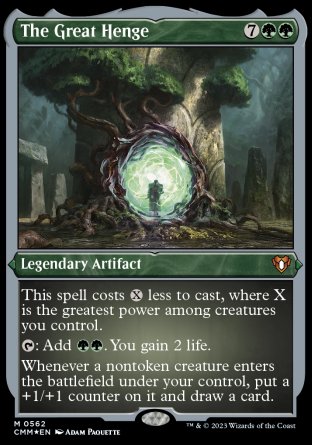 The Great Henge 7
Legendary Artifact
This spell costs X less to cast, where X
is the greatest power among creatures
you control.
: Add . You gain 2 life.
Whenever a nontoken creature enters
the battlefield under your control, put a
+1/+1 counter on it and draw a card.
M 0562
CMM EN Adam Paquette
™ & © 2023 Wizards of the Coast